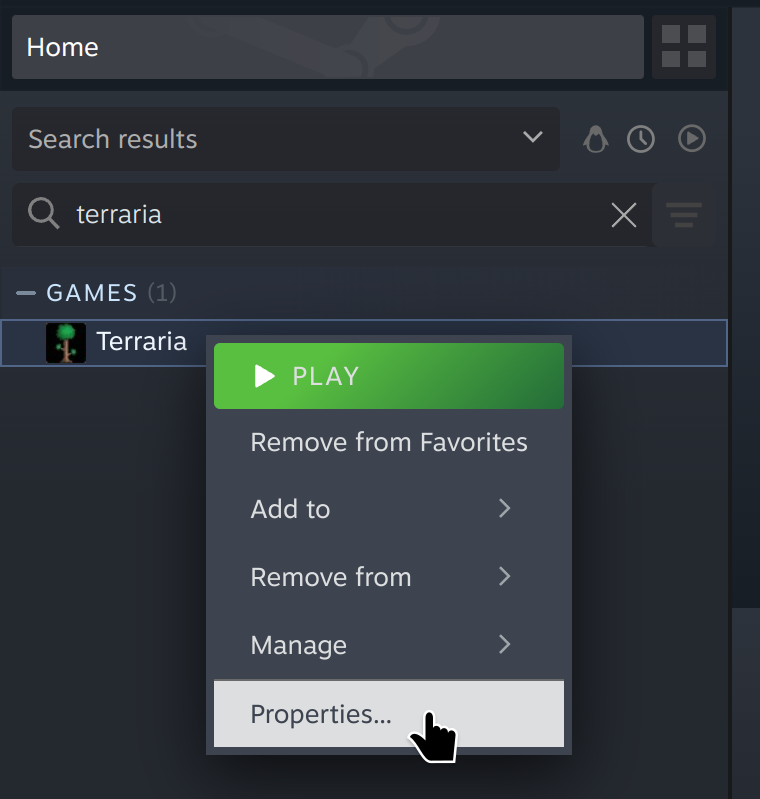 Home
Search results
terraria
GAMES (1)
Terraria
PLAY
Remove from Favorites
Add to
Remove from
Manage
Properties...